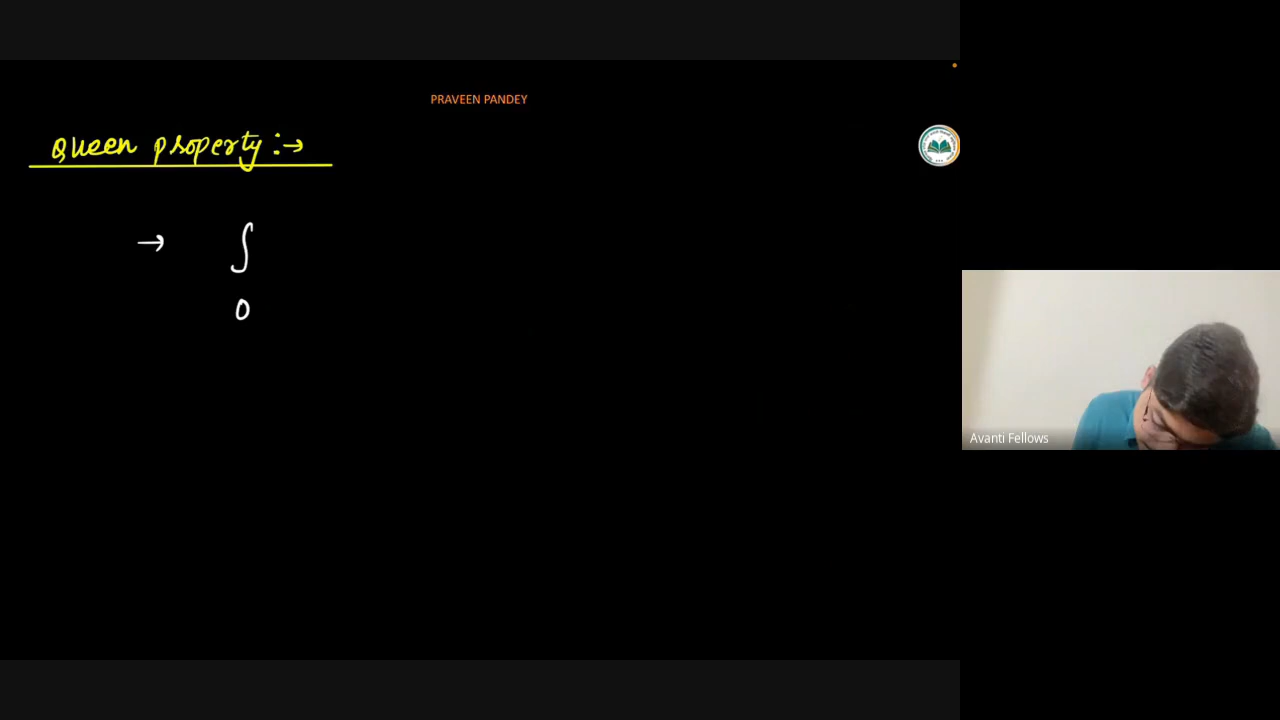 PRAVEEN PANDEY
Queen property :→
→ ∫
0
Avanti Fellows